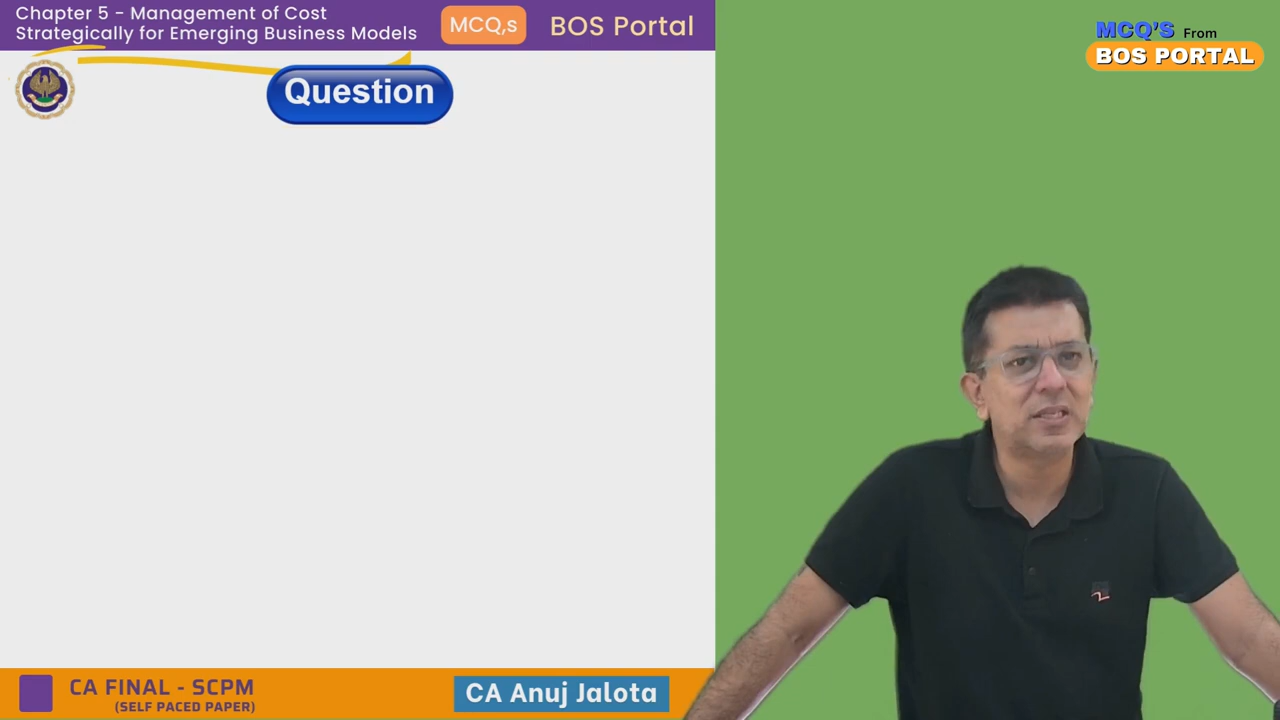 Chapter 5 - Management of Cost
Strategically for Emerging Business Models
MCQ,s
BOS Portal
MCQ'S From
BOS PORTAL
Question
CA FINAL - SCPM
(SELF PACED PAPER)
CA Anuj Jalota